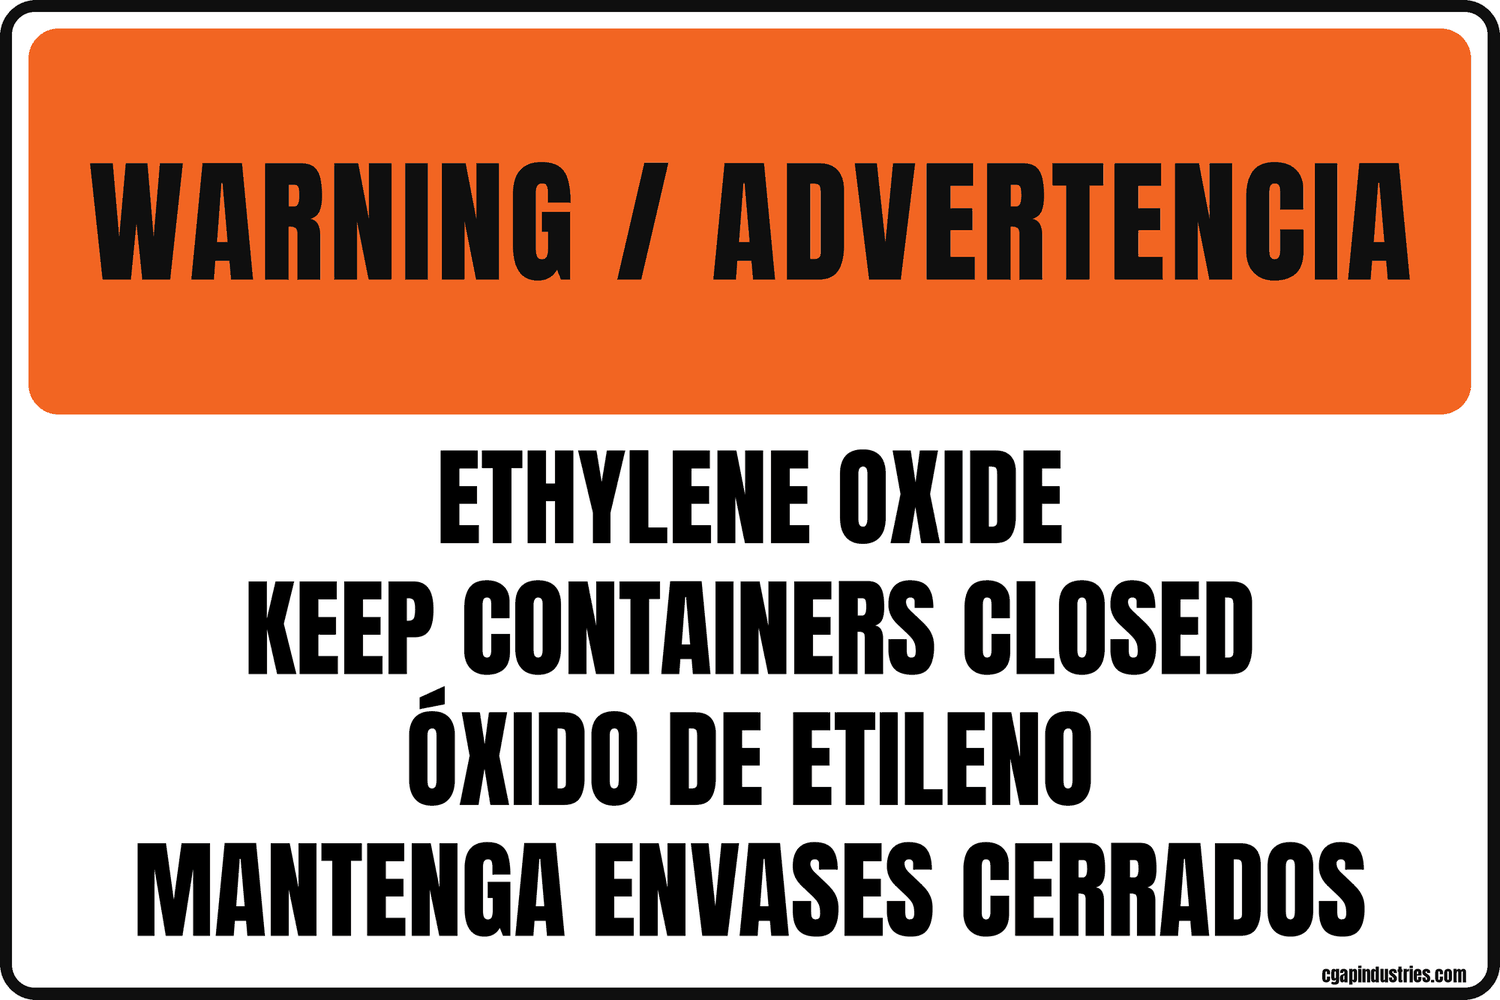 WARNING / ADVERTENCIA
ETHYLENE OXIDE
KEEP CONTAINERS CLOSED
ÓXIDO DE ETILENO
MANTENGA ENVASES CERRADOS
cgapindustries.com